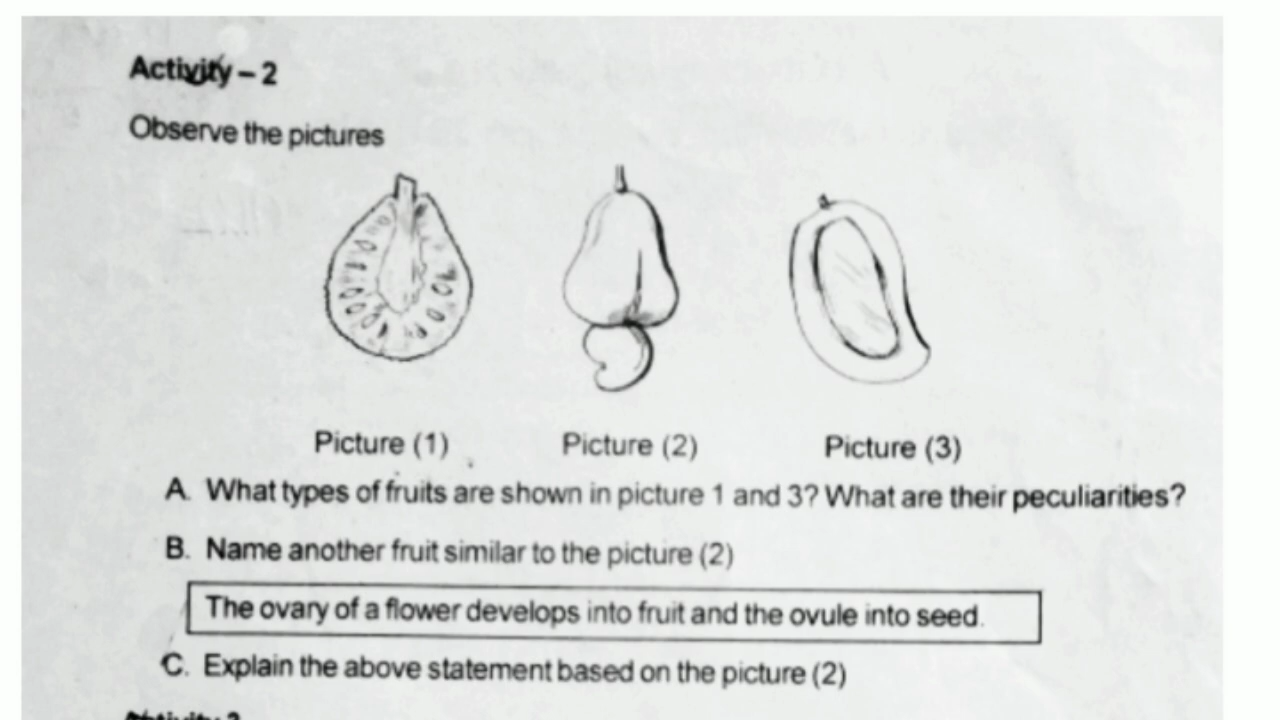 Activity – 2
Observe the pictures
Picture (1) Picture (2) Picture (3)
A. What types of fruits are shown in picture 1 and 3? What are their peculiarities?
B. Name another fruit similar to the picture (2)
The ovary of a flower develops into fruit and the ovule into seed.
C. Explain the above statement based on the picture (2)